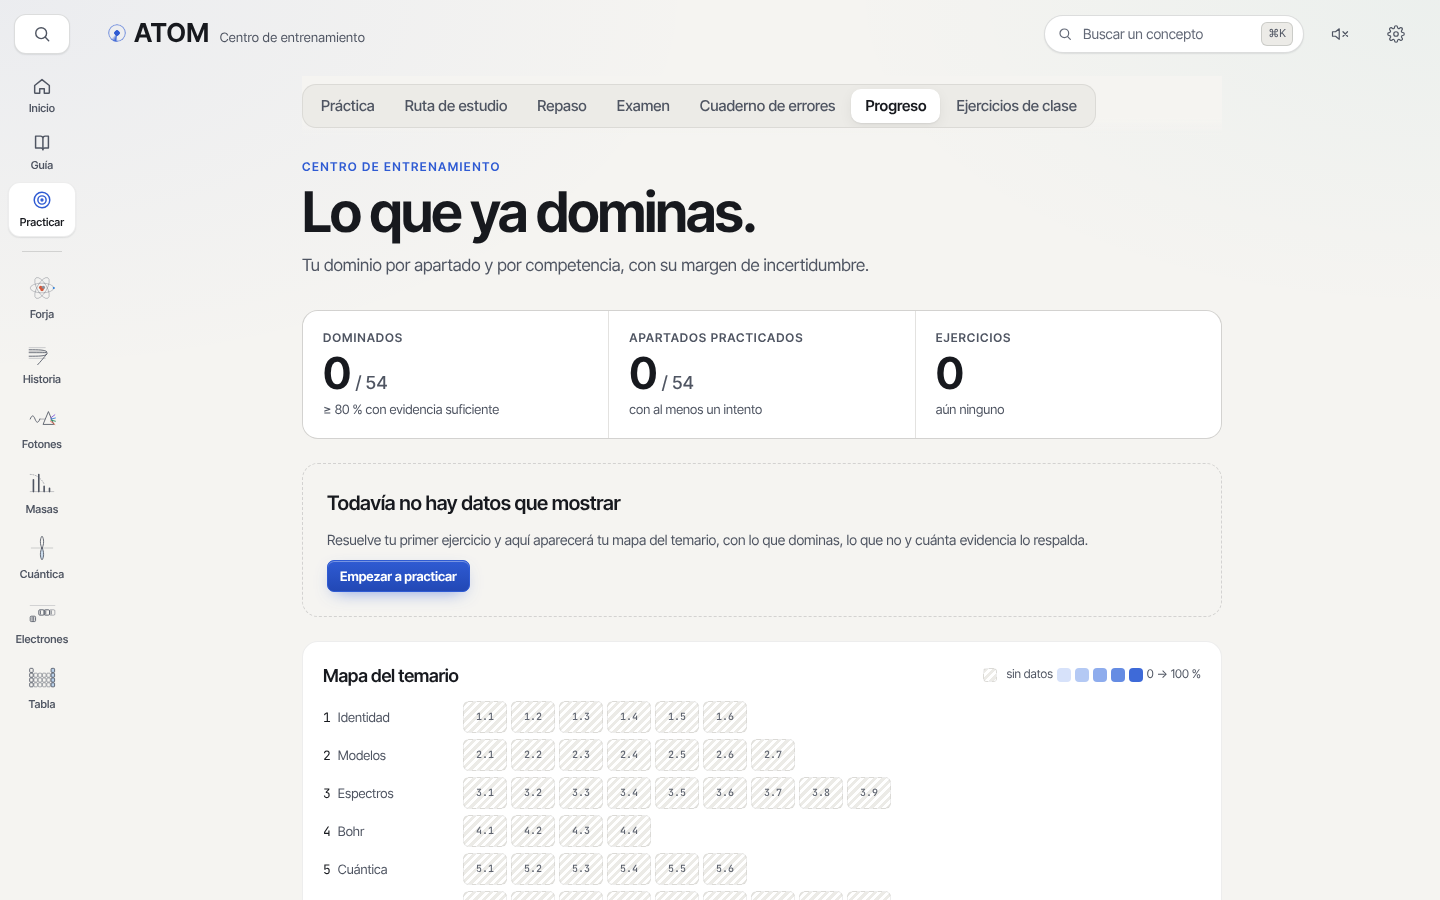 ATOM Centro de entrenamiento
Buscar un concepto ⌘K
Inicio
Guía
Practicar
Forja
Historia
Fotones
Masas
Cuántica
Electrones
Tabla
Práctica Ruta de estudio Repaso Examen Cuaderno de errores Progreso Ejercicios de clase
CENTRO DE ENTRENAMIENTO
Lo que ya dominas.
Tu dominio por apartado y por competencia, con su margen de incertidumbre.
DOMINADOS
0 / 54
≥ 80 % con evidencia suficiente
APARTADOS PRACTICADOS
0 / 54
con al menos un intento
EJERCICIOS
0
aún ninguno
Todavía no hay datos que mostrar
Resuelve tu primer ejercicio y aquí aparecerá tu mapa del temario, con lo que dominas, lo que no y cuánta evidencia lo respalda.
Empezar a practicar
Mapa del temario
sin datos 0 → 100 %
1 Identidad 1.1 1.2 1.3 1.4 1.5 1.6
2 Modelos 2.1 2.2 2.3 2.4 2.5 2.6 2.7
3 Espectros 3.1 3.2 3.3 3.4 3.5 3.6 3.7 3.8 3.9
4 Bohr 4.1 4.2 4.3 4.4
5 Cuántica 5.1 5.2 5.3 5.4 5.5 5.6